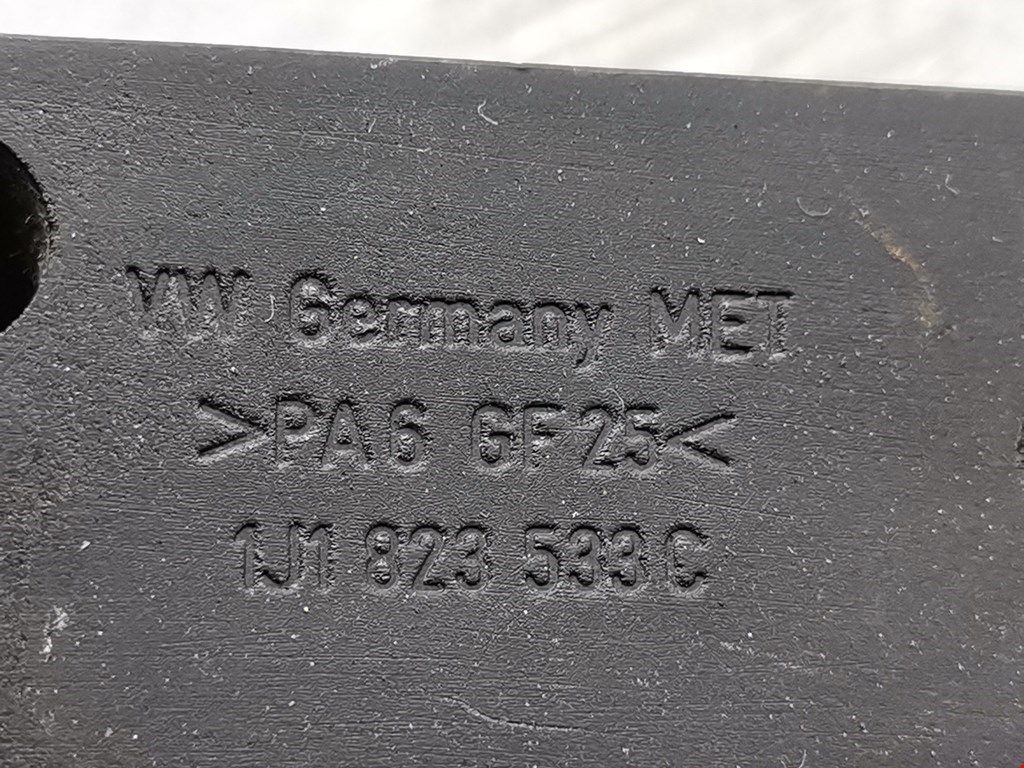 VW Germany MET
>PA6 GF25<
1J1 823 533 C